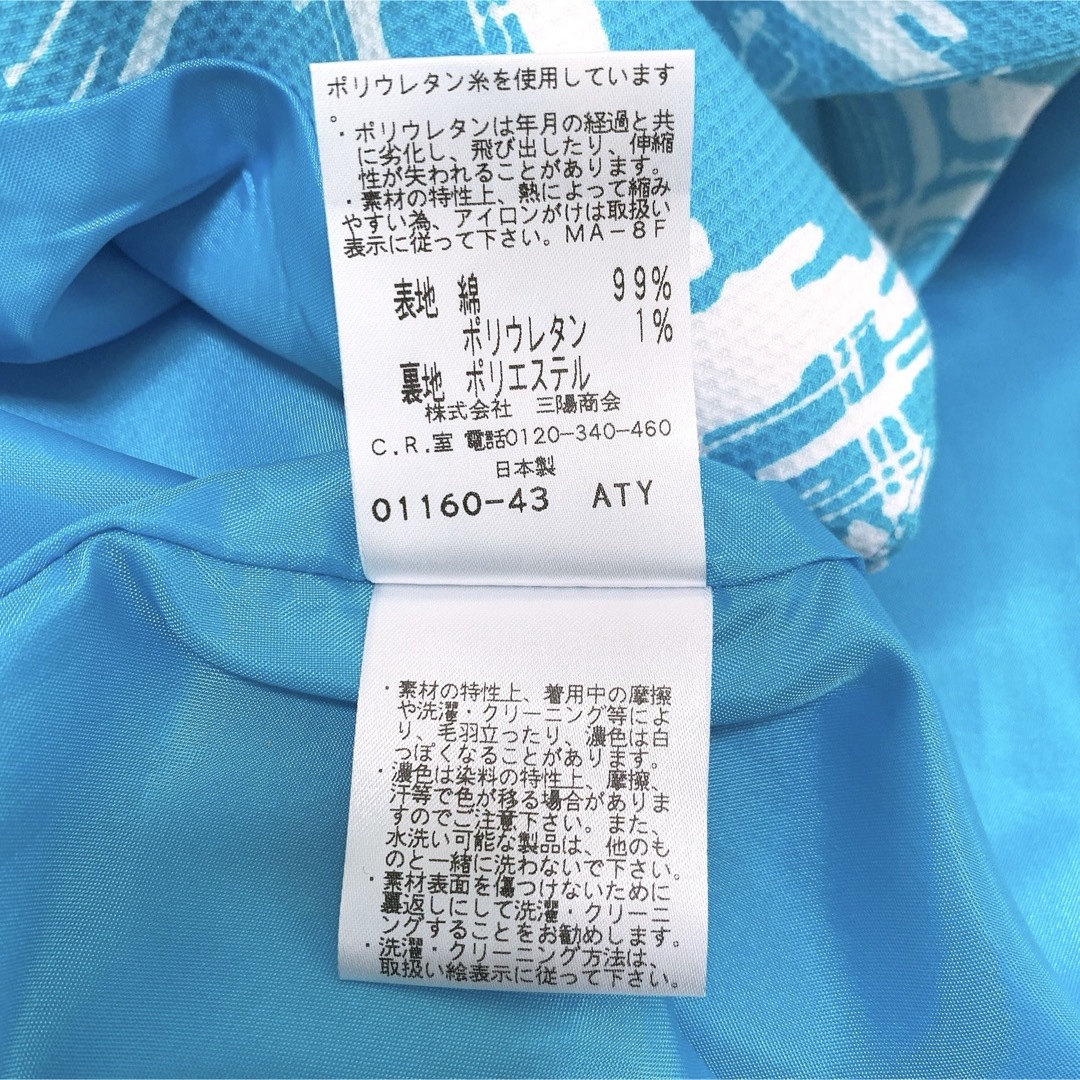 ポリウレタン糸を使用しています
。
・ポリウレタンは年月の経過と共
に劣化し、飛び出したり、伸縮
性が失われることがあります。
・素材の特性上、熱によって縮み
やすい為、アイロンがけは取扱い
表示に従って下さい。MA-8F
表地 綿 99%
ポリウレタン 1%
裏地 ポリエステル
株式会社 三陽商会
C.R.室 電話0120-340-460
日本製
01160-43 ATY
・素材の特性上、着用中の摩擦
や洗濯・クリーニング等によ
り、毛羽立ったり、濃色は白
っぽくなることがあります。
・濃色は染料の特性上、摩擦、
汗等で色が移る場合がありま
すのでご注意下さい。また、
水洗い可能な製品は、他のも
のと一緒に洗わないで下さい。
・素材表面を傷つけないために
裏返しにして洗濯・クリーニ
ングすることをお勧めします。
・洗濯・クリーニング方法は、
取扱い絵表示に従って下さい。